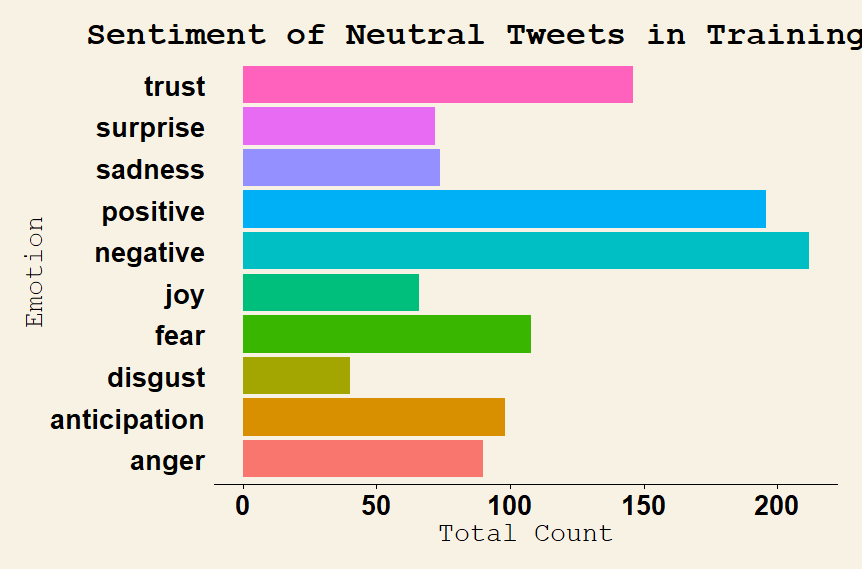 Sentiment of Neutral Tweets in Training
trust
surprise
sadness
positive
negative
joy
fear
disgust
anticipation
anger
Emotion
0 50 100 150 200
Total Count